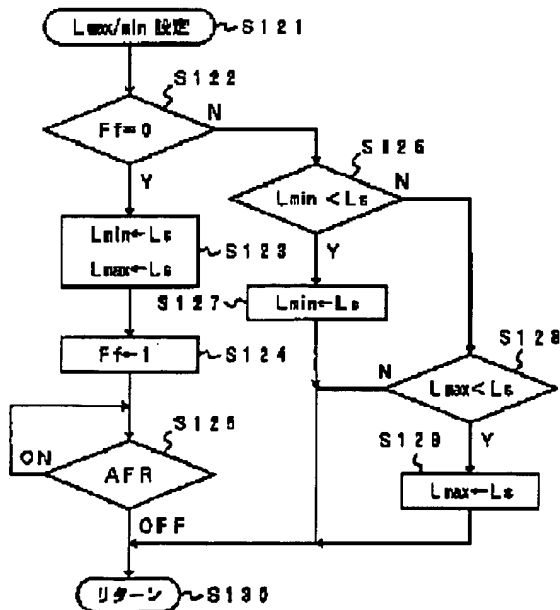 Lmax/min 設定
S121
S122
Ff=0
N
Y
S126
Lmin <Ls
N
Y
Lmin←Ls
Lmax←Ls
S123
S127
Lmin←Ls
Ff←1
S124
S128
N
Lmax<Ls
Y
S125
ON
AFR
OFF
S129
Lmax←Ls
リターン
S130